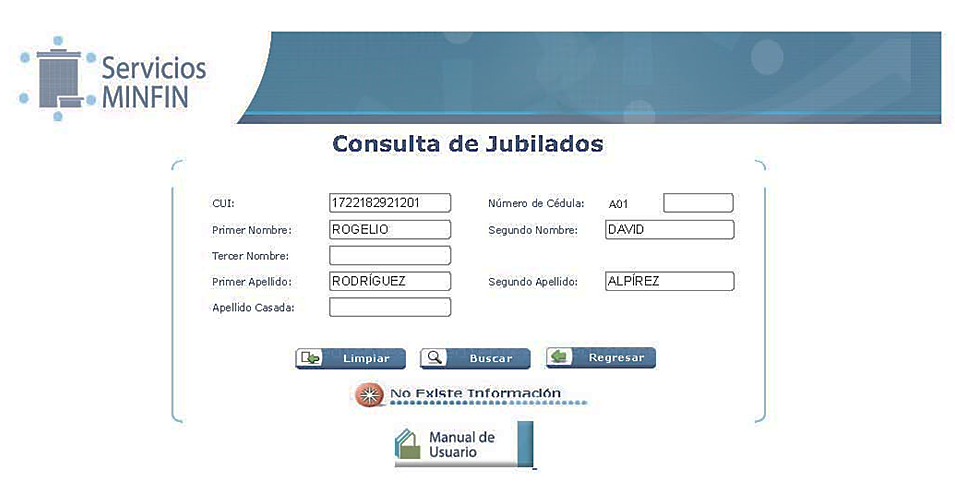 Servicios
MINFIN
Consulta de Jubilados
CUI: 1722182921201 Número de Cédula: A01
Primer Nombre: ROGELIO Segundo Nombre: DAVID
Tercer Nombre:
Primer Apellido: RODRÍGUEZ Segundo Apellido: ALPÍREZ
Apellido Casada:
Limpiar Buscar Regresar
No Existe Información
Manual de
Usuario